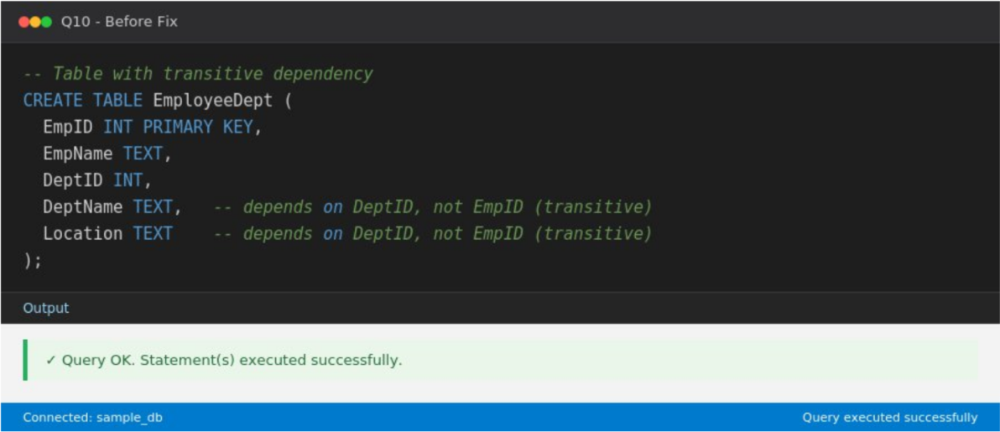 Q10 - Before Fix
-- Table with transitive dependency
CREATE TABLE EmployeeDept (
  EmpID INT PRIMARY KEY,
  EmpName TEXT,
  DeptID INT,
  DeptName TEXT,   -- depends on DeptID, not EmpID (transitive)
  Location TEXT    -- depends on DeptID, not EmpID (transitive)
);
Output
✓ Query OK. Statement(s) executed successfully.
Connected: sample_db
Query executed successfully